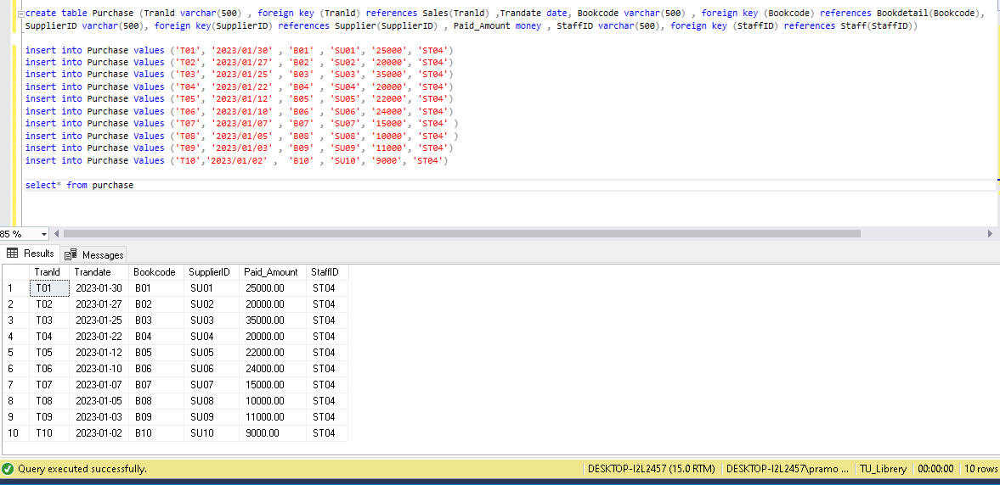 create table Purchase (TranId varchar(500) , foreign key (TranId) references Sales(TranId) ,Trandate date, Bookcode varchar(500) , foreign key (Bookcode) references Bookdetail(Bookcode),
SupplierID varchar(500), foreign key(SupplierID) references Supplier(SupplierID) , Paid_Amount money , StaffID varchar(500), foreign key (StaffID) references Staff(StaffID))
insert into Purchase values ('T01', '2023/01/30' , 'B01' , 'SU01', '25000', 'ST04')
insert into Purchase Values ('T02', '2023/01/27' , 'B02' , 'SU02', '20000', 'ST04')
insert into Purchase Values ('T03', '2023/01/25' , 'B03' , 'SU03', '35000', 'ST04')
insert into Purchase Values ('T04', '2023/01/22' , 'B04' , 'SU04', '20000', 'ST04')
insert into Purchase Values ('T05', '2023/01/12' , 'B05' , 'SU05', '22000', 'ST04')
insert into Purchase Values ('T06', '2023/01/10' , 'B06' , 'SU06', '24000', 'ST04')
insert into Purchase Values ('T07', '2023/01/07' , 'B07' , 'SU07', '15000', 'ST04' )
insert into Purchase Values ('T08', '2023/01/05' , 'B08' , 'SU08', '10000', 'ST04' )
insert into Purchase Values ('T09', '2023/01/03' , 'B09' , 'SU09', '11000', 'ST04')
insert into Purchase Values ('T10','2023/01/02' , 'B10' , 'SU10', '9000', 'ST04')
select* from purchase
85 %
Results Messages
TranId Trandate Bookcode SupplierID Paid_Amount StaffID
1 T01 2023-01-30 B01 SU01 25000.00 ST04
2 T02 2023-01-27 B02 SU02 20000.00 ST04
3 T03 2023-01-25 B03 SU03 35000.00 ST04
4 T04 2023-01-22 B04 SU04 20000.00 ST04
5 T05 2023-01-12 B05 SU05 22000.00 ST04
6 T06 2023-01-10 B06 SU06 24000.00 ST04
7 T07 2023-01-07 B07 SU07 15000.00 ST04
8 T08 2023-01-05 B08 SU08 10000.00 ST04
9 T09 2023-01-03 B09 SU09 11000.00 ST04
10 T10 2023-01-02 B10 SU10 9000.00 ST04
Query executed successfully. DESKTOP-I2L2457 (15.0 RTM) DESKTOP-I2L2457\pramo ... TU_Librery 00:00:00 10 rows